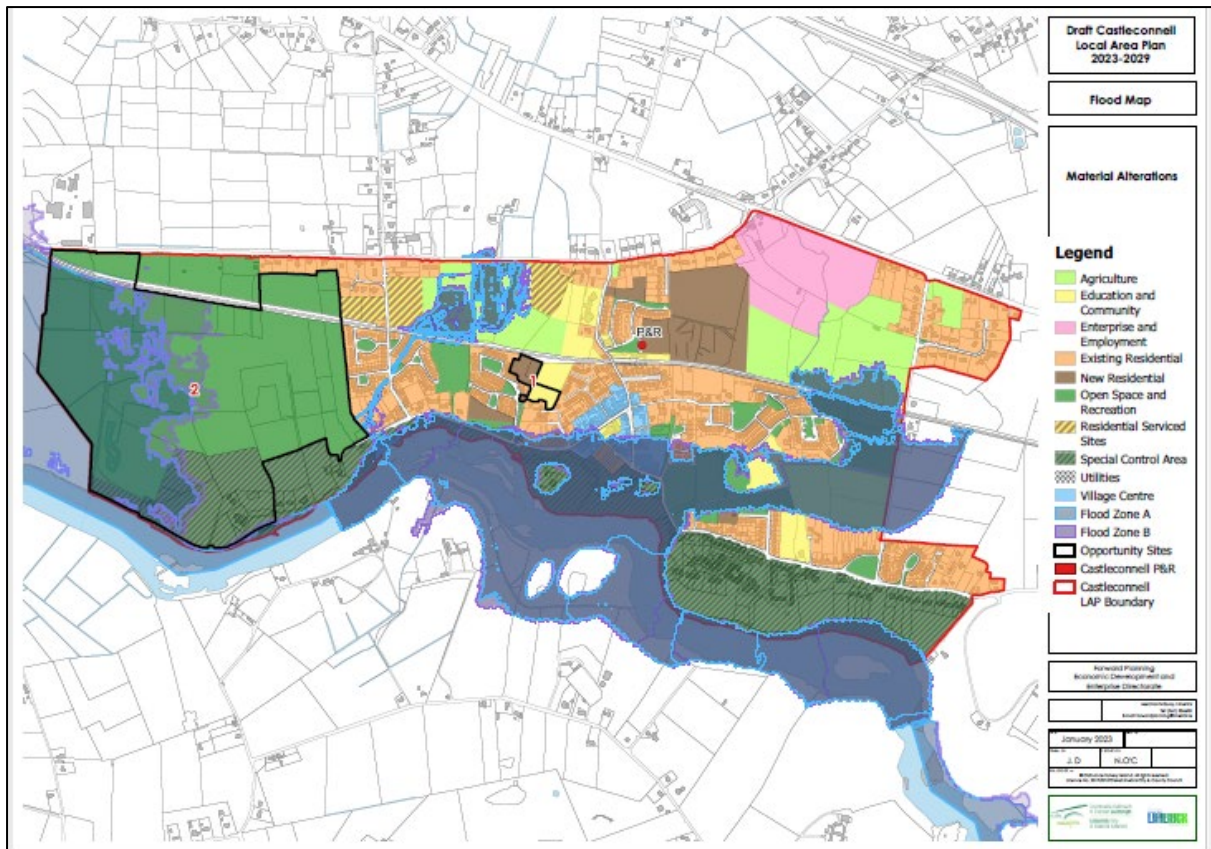 Draft Castleconnell
Local Area Plan
2023-2029
Flood Map
Material Alterations
Legend
Agriculture
Education and
Community
Enterprise and
Employment
Existing Residential
New Residential
Open Space and
Recreation
Residential Serviced
Sites
Special Control Area
Utilities
Village Centre
Flood Zone A
Flood Zone B
Opportunity Sites
Castleconnell P&R
Castleconnell
LAP Boundary
P&R
1
2
Forward Planning
Economic Development and
Enterprise Directorate
January 2023
J.D
N.O'C